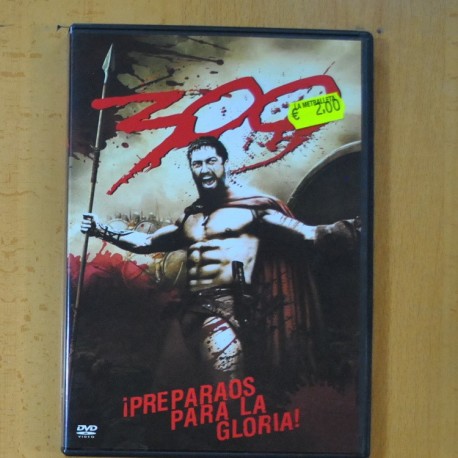 300
LA METRALLETA
€ 2.00
¡PREPARAOS
PARA LA
GLORIA!
DVD
VIDEO